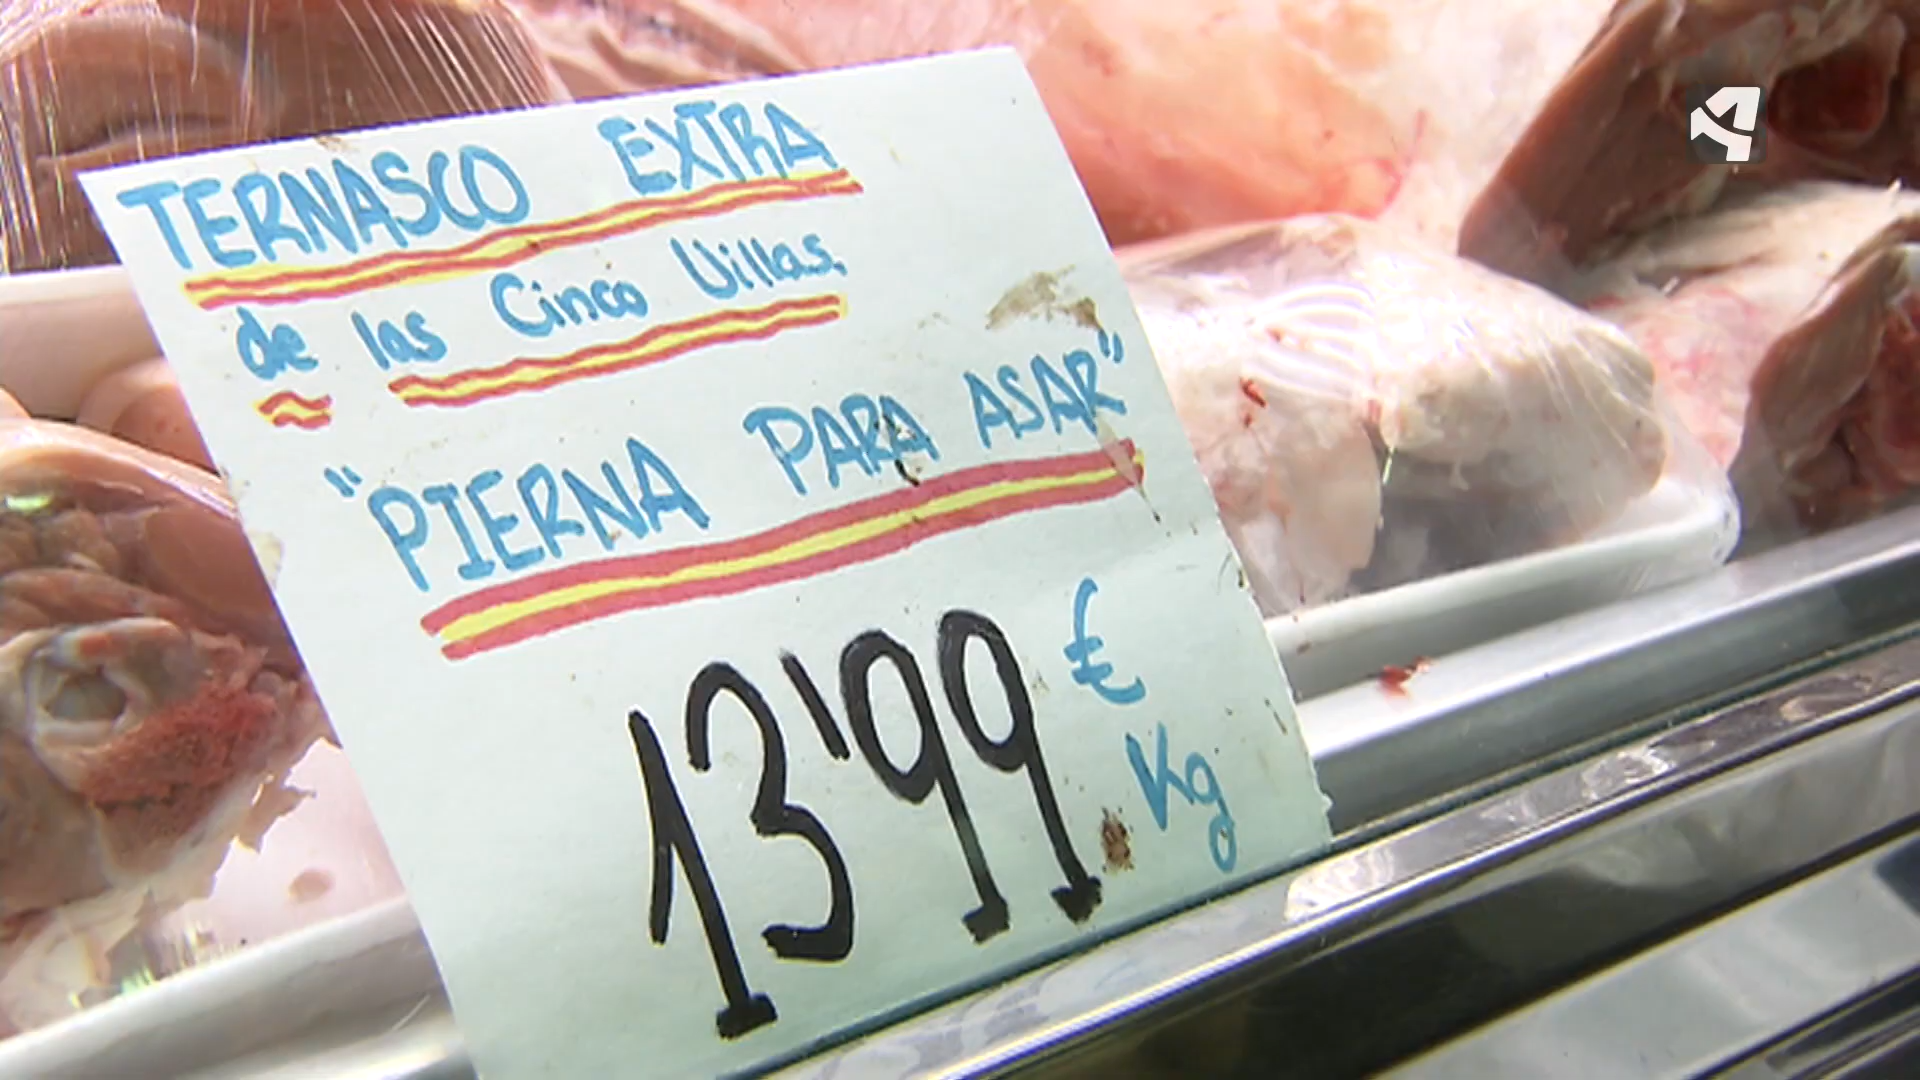 TERNASCO EXTRA
de las Cinco Villas.
"PIERNA PARA ASAR"
13'99 €
Kg